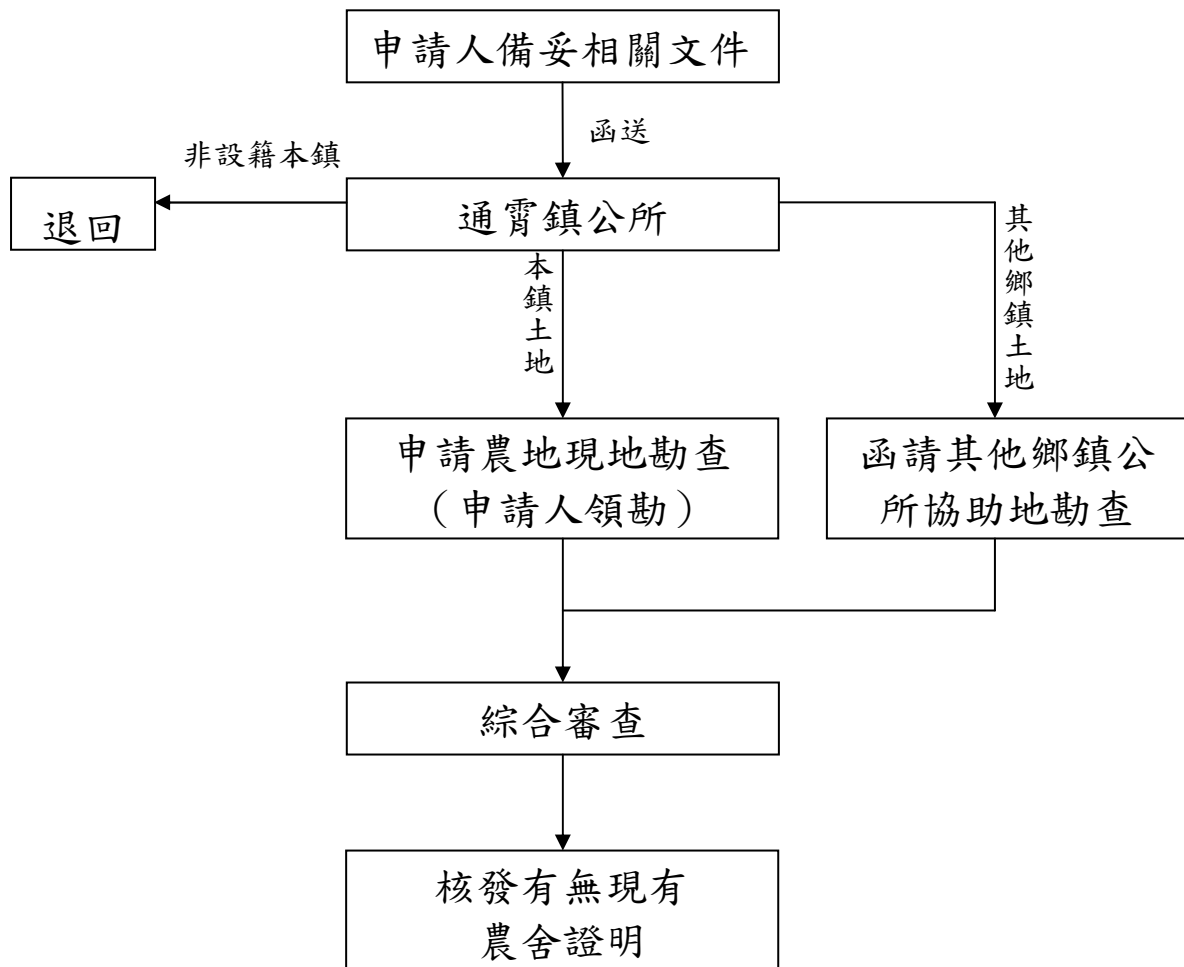 申請人備妥相關文件
函送
非設籍本鎮
退回
通霄鎮公所
本鎮土地
其他鄉鎮土地
申請農地現地勘查
（申請人領勘）
函請其他鄉鎮公
所協助地勘查
綜合審查
核發有無現有
農舍證明